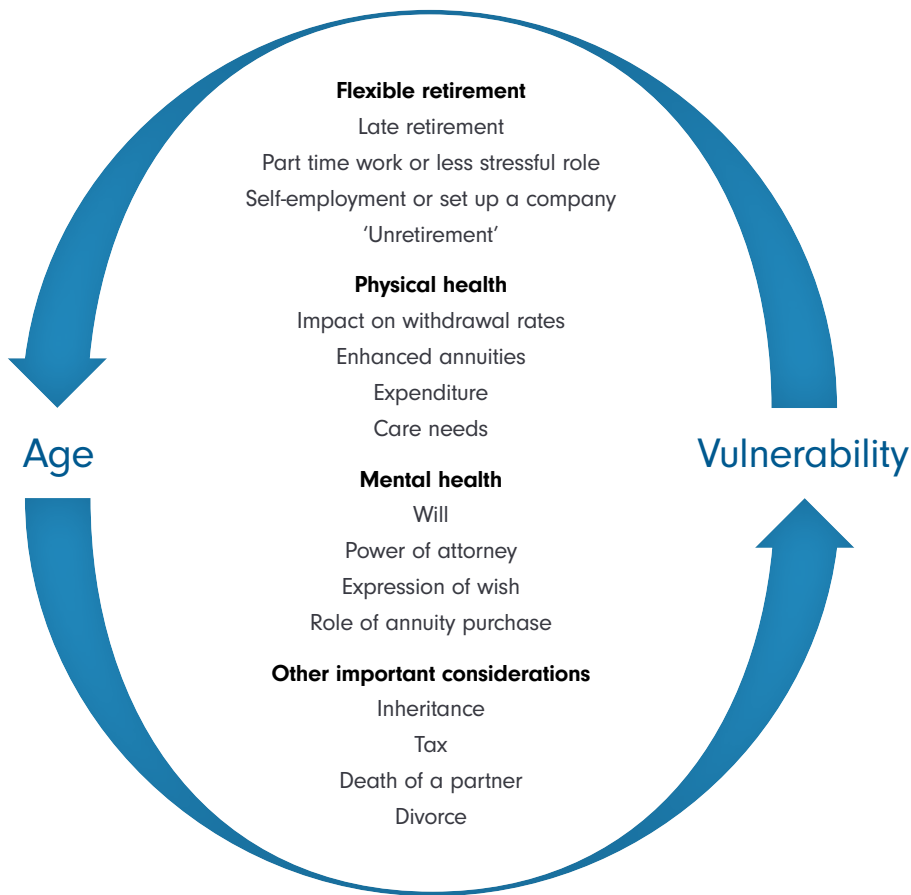 Flexible retirement
Late retirement
Part time work or less stressful role
Self-employment or set up a company
‘Unretirement’
Physical health
Impact on withdrawal rates
Enhanced annuities
Expenditure
Care needs
Age
Vulnerability
Mental health
Will
Power of attorney
Expression of wish
Role of annuity purchase
Other important considerations
Inheritance
Tax
Death of a partner
Divorce